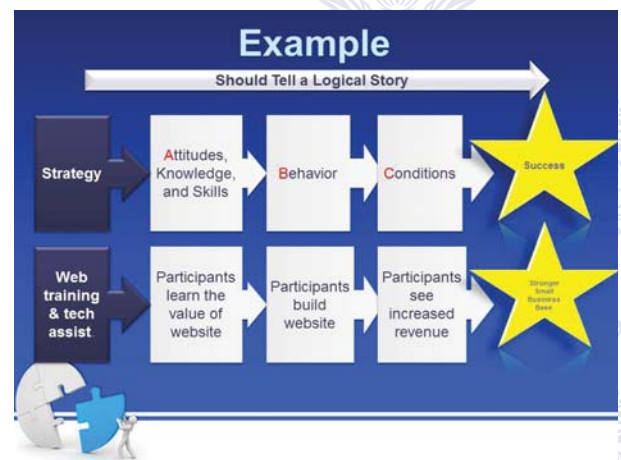 Example
Should Tell a Logical Story
Strategy
Attitudes,
Knowledge,
and Skills
Behavior
Conditions
Success
Web
training
& tech
assist
Participants
learn the
value of
website
Participants
build
website
Participants
see
increased
revenue
Stronger
Small
Business
Base